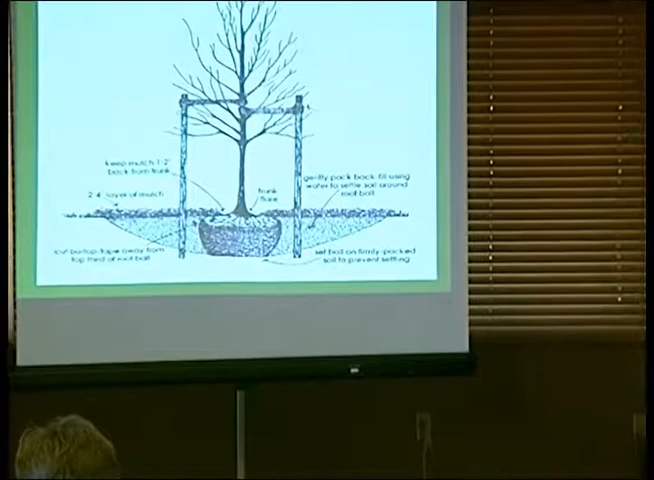 keep mulch 1-2"
back from trunk
2-4" layer of mulch
trunk
flare
gently pack back fill using
water to settle soil around
root ball
cut burlap/rope away from
top third of root ball
set ball on firmly-packed
soil to prevent settling